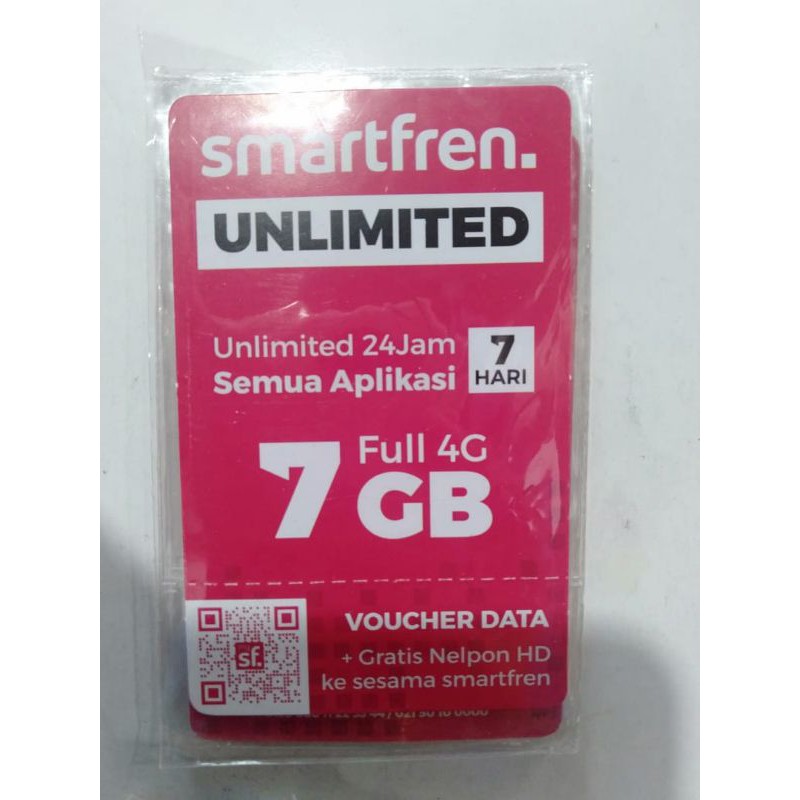 smartfren.
UNLIMITED
Unlimited 24Jam
Semua Aplikasi
7
HARI
7 Full 4G
GB
sf.
VOUCHER DATA
+ Gratis Nelpon HD
ke sesama smartfren